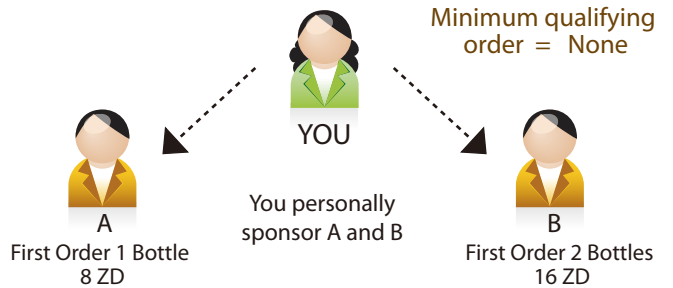 Minimum qualifying
order = None
YOU
You personally
sponsor A and B
A
First Order 1 Bottle
8 ZD
B
First Order 2 Bottles
16 ZD